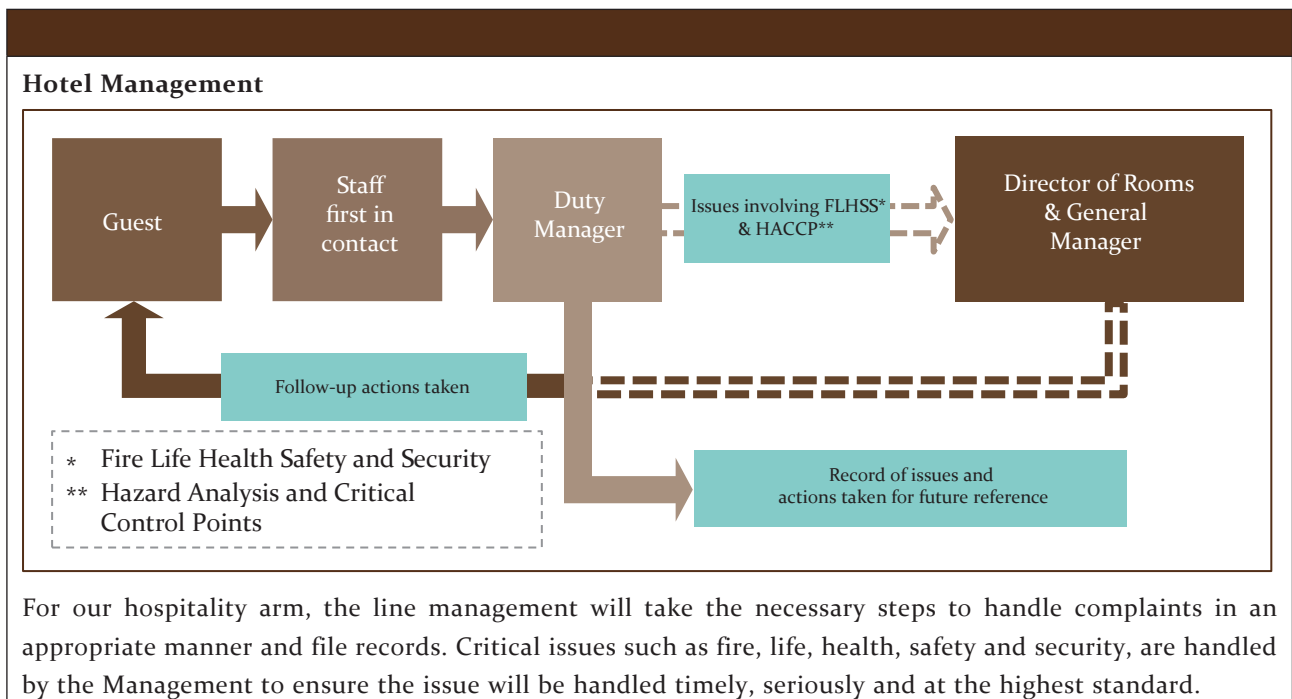 Hotel Management
Guest
Staff
first in
contact
Duty
Manager
Issues involving FLHSS*
& HACCP**
Director of Rooms
& General
Manager
Follow-up actions taken
* Fire Life Health Safety and Security
** Hazard Analysis and Critical
Control Points
Record of issues and
actions taken for future reference
For our hospitality arm, the line management will take the necessary steps to handle complaints in an
appropriate manner and file records. Critical issues such as fire, life, health, safety and security, are handled
by the Management to ensure the issue will be handled timely, seriously and at the highest standard.